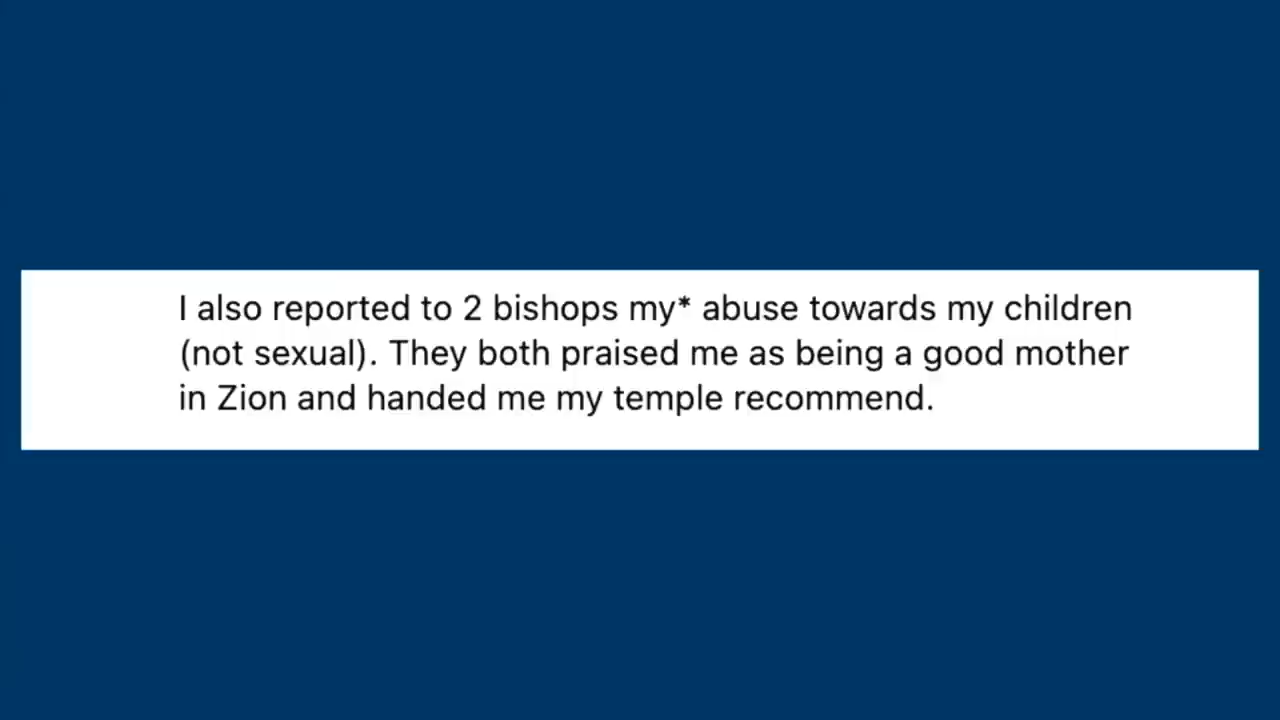 I also reported to 2 bishops my* abuse towards my children
(not sexual). They both praised me as being a good mother
in Zion and handed me my temple recommend.